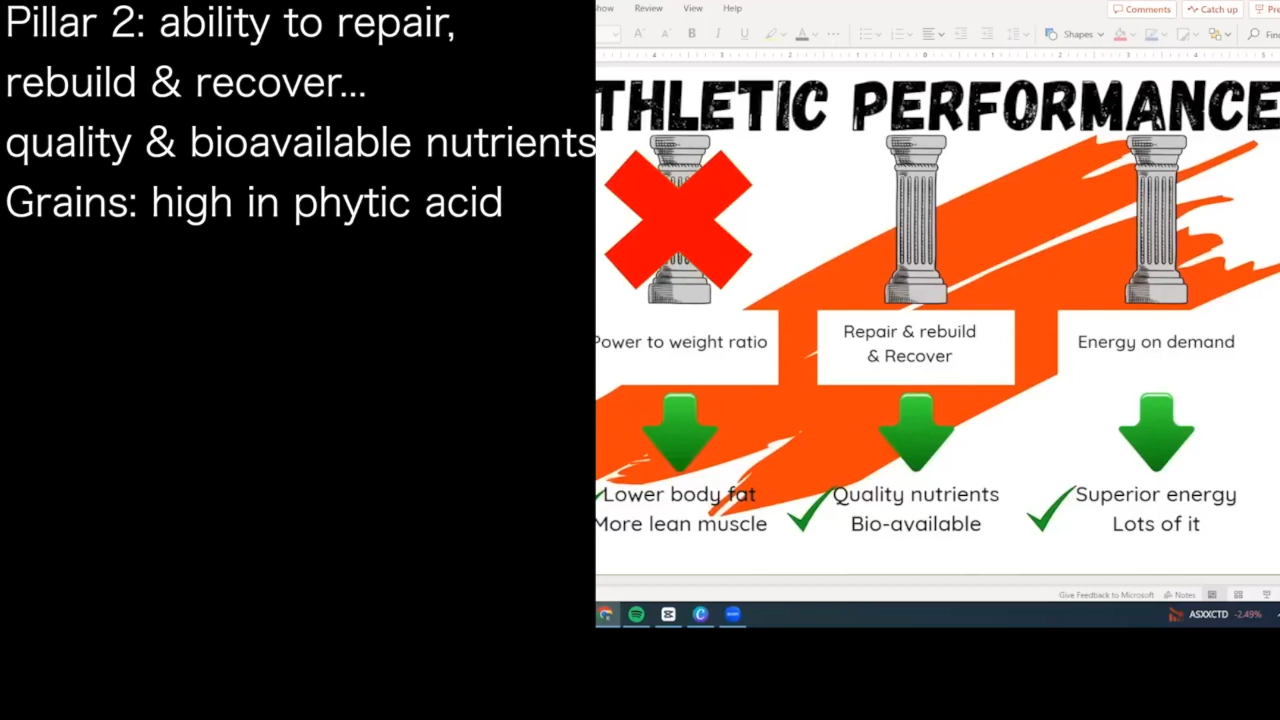 Pillar 2: ability to repair,
rebuild & recover...
quality & bioavailable nutrients
Grains: high in phytic acid
Review View Help
Comments Catch up
B I U A Shapes
THLETIC PERFORMANCE
Power to weight ratio
Repair & rebuild
& Recover
Energy on demand
Lower body fat
More lean muscle
Quality nutrients
Bio-available
Superior energy
Lots of it
Give Feedback to Microsoft Notes
ASXXCTD -2.49%